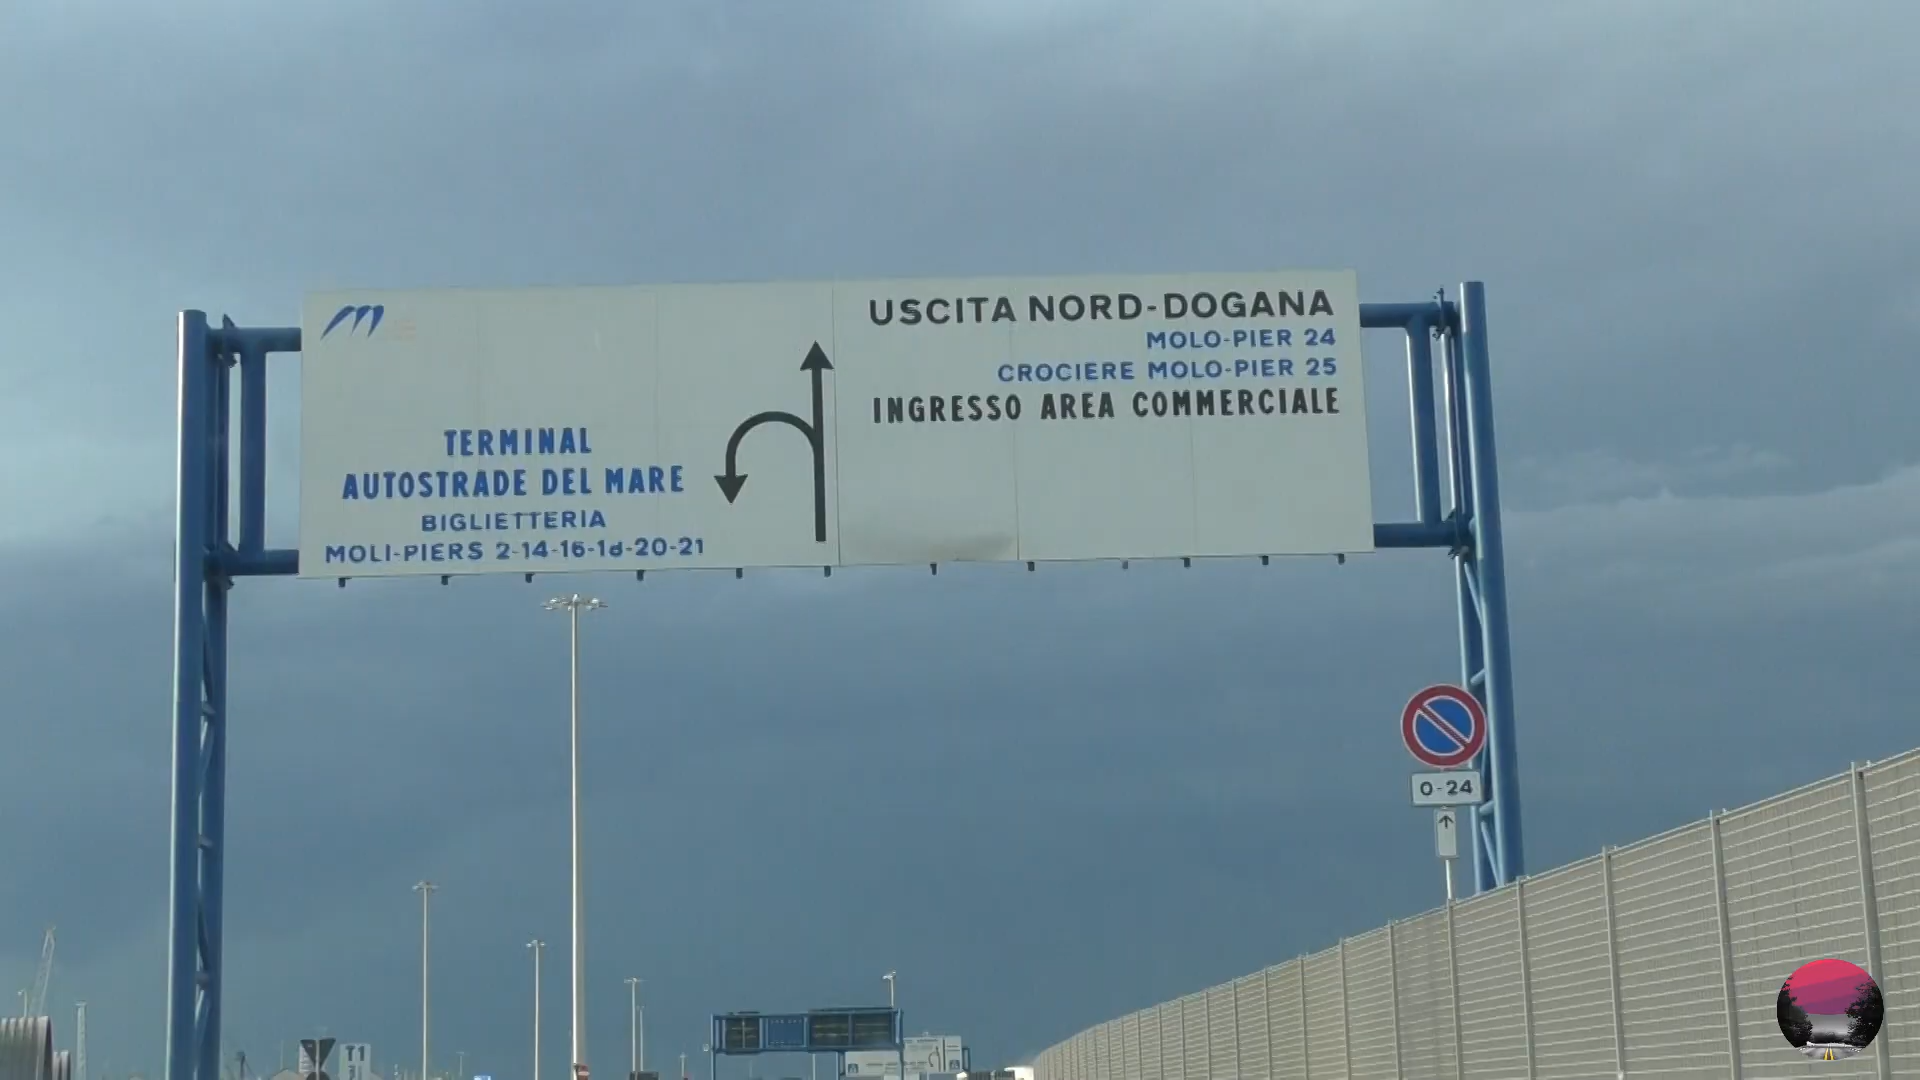 TERMINAL
AUTOSTRADE DEL MARE
BIGLIETTERIA
MOLI-PIERS 2-14-16-18-20-21
USCITA NORD-DOGANA
MOLO-PIER 24
CROCIERE MOLO-PIER 25
INGRESSO AREA COMMERCIALE
0-24
T1